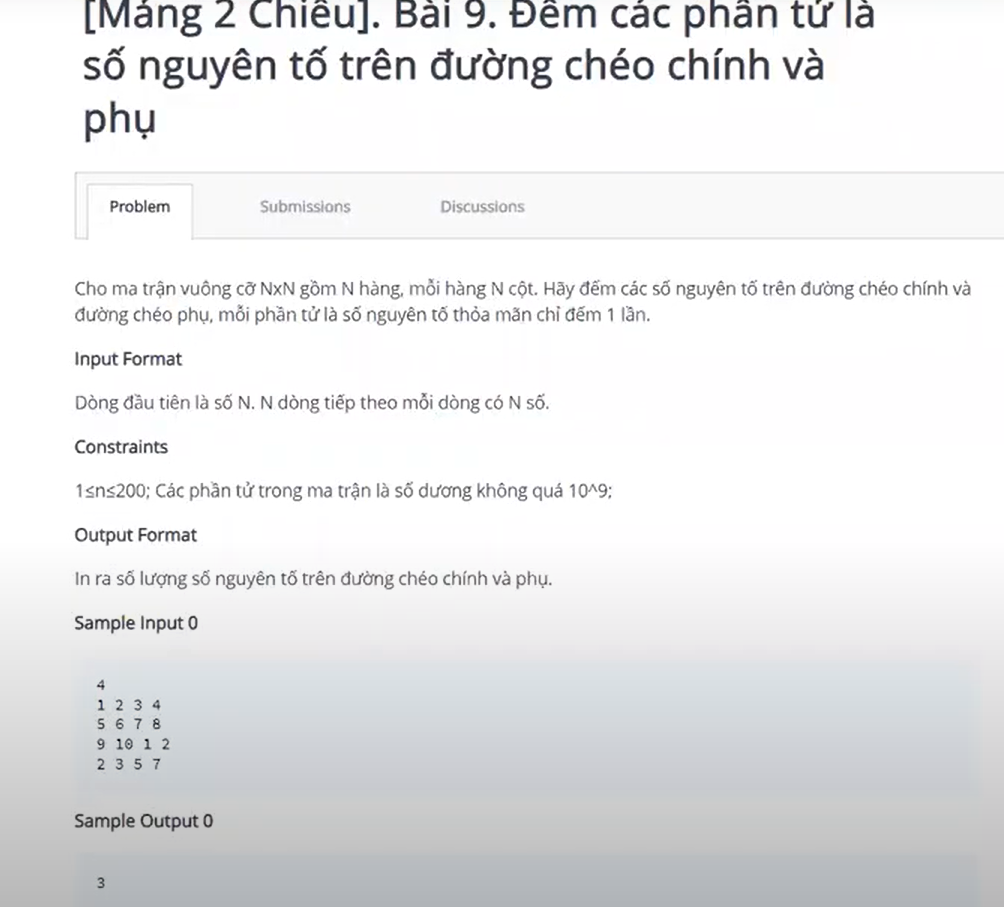 [Mảng 2 Chiều]. Bài 9. Đếm các phần tử là
số nguyên tố trên đường chéo chính và
phụ
Problem
Submissions
Discussions
Cho ma trận vuông cỡ NxN gồm N hàng, mỗi hàng N cột. Hãy đếm các số nguyên tố trên đường chéo chính và
đường chéo phụ, mỗi phần tử là số nguyên tố thỏa mãn chỉ đếm 1 lần.
Input Format
Dòng đầu tiên là số N. N dòng tiếp theo mỗi dòng có N số.
Constraints
1≤n≤200; Các phần tử trong ma trận là số dương không quá 10^9;
Output Format
In ra số lượng số nguyên tố trên đường chéo chính và phụ.
Sample Input 0
4
1 2 3 4
5 6 7 8
9 10 1 2
2 3 5 7
Sample Output 0
3